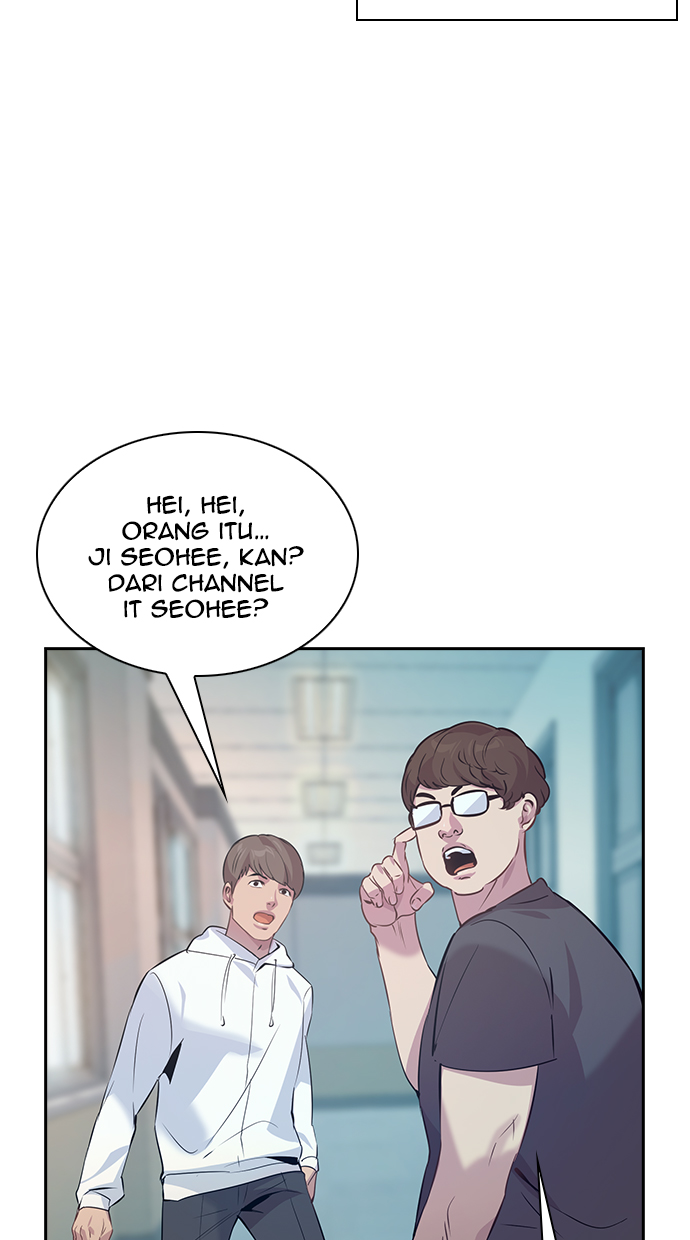 HEI, HEI,
ORANG ITU...
JI SEOHEE, KAN?
DARI CHANNEL
IT SEOHEE?